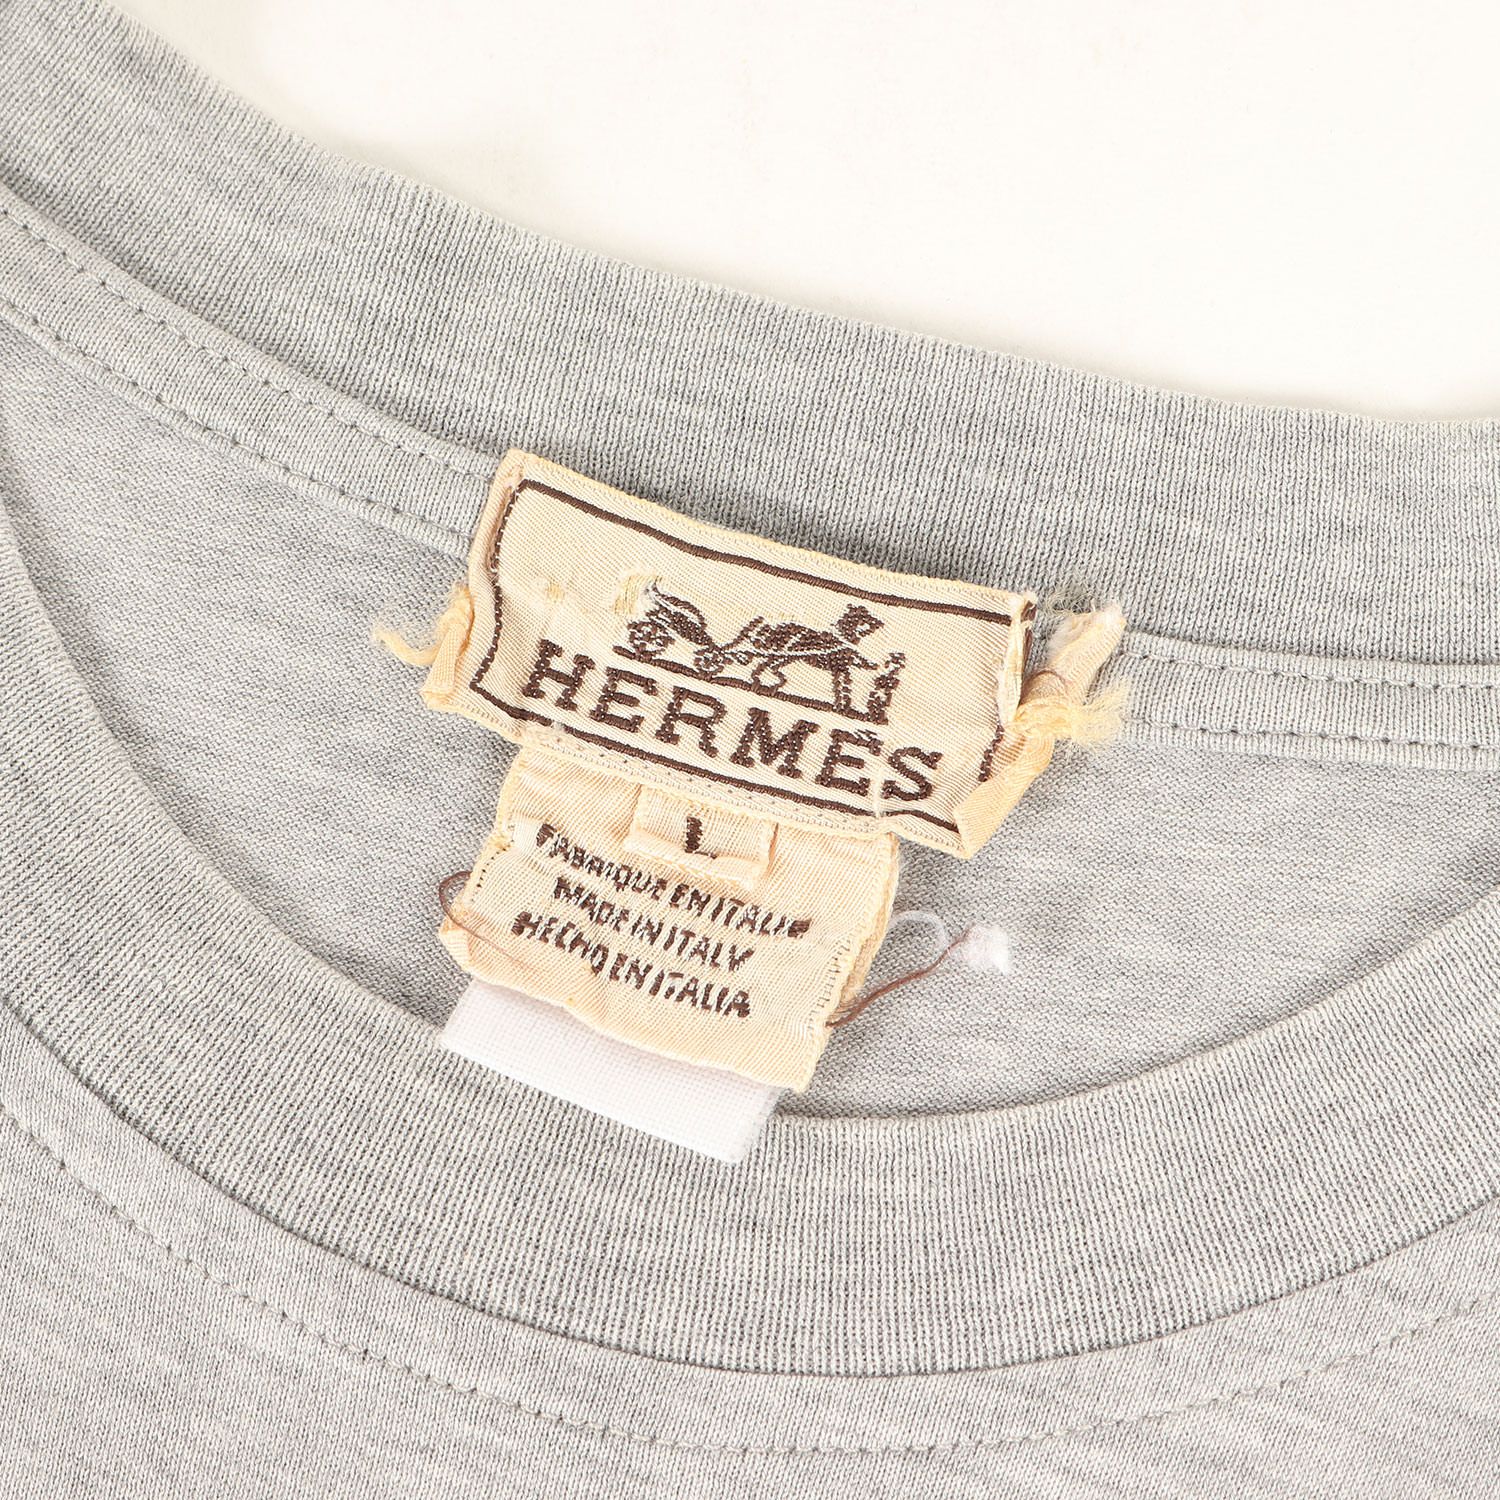 HERMES
L
FABRIQUE EN ITALIE
MADE IN ITALY
HECHO EN ITALIA